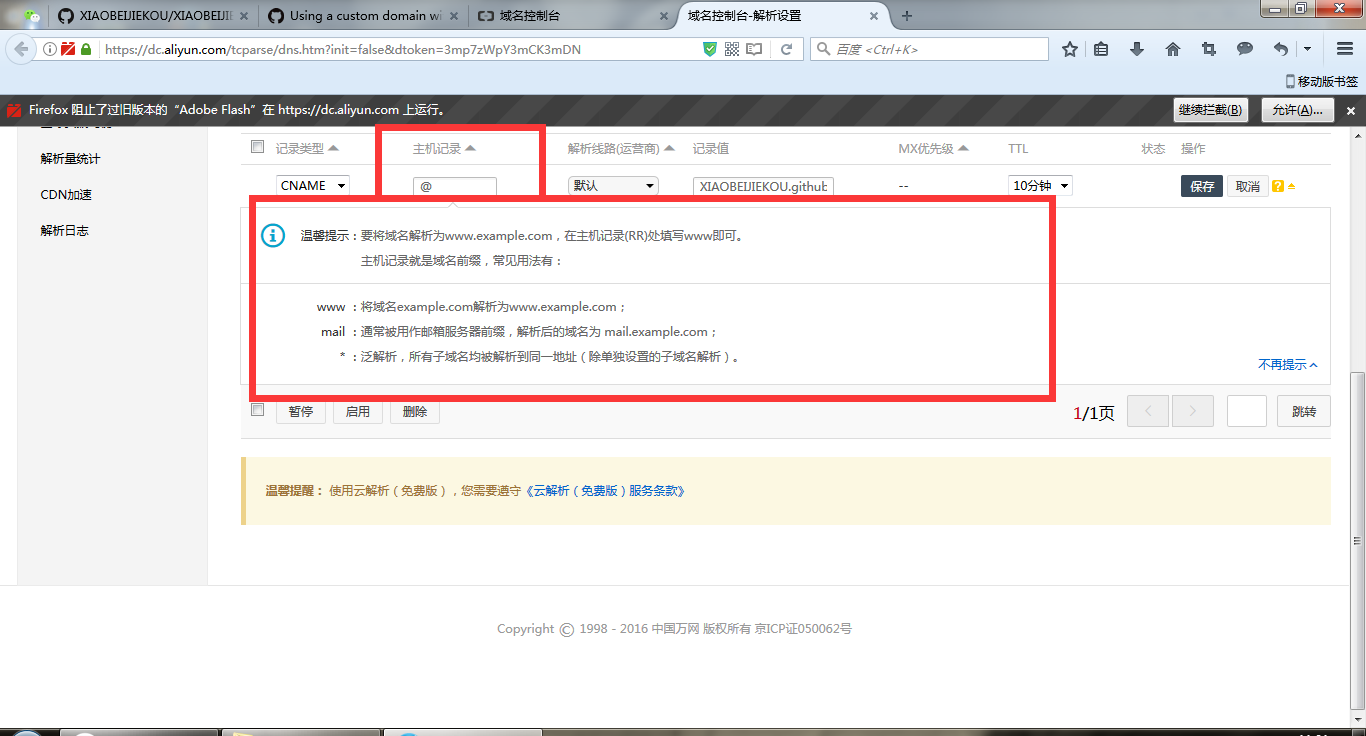 XIAOBEIJIEKOU/XIAOBEIJIE
Using a custom domain wi
域名控制台
域名控制台-解析设置
https://dc.aliyun.com/tcparse/dns.htm?init=false&dtoken=3mp7zWpY3mCK3mDN
百度 <Ctrl+K>
移动版书签
Firefox 阻止了过旧版本的 “Adobe Flash” 在 https://dc.aliyun.com 上运行。
继续拦截(B)
允许(A)...
解析量统计
CDN加速
解析日志
记录类型 主机记录 解析线路(运营商) 记录值 MX优先级 TTL 状态 操作
CNAME @ 默认 XIAOBEIJIEKOU.github -- 10分钟 保存 取消
温馨提示：要将域名解析为www.example.com，在主机记录(RR)处填写www即可。
主机记录就是域名前缀，常见用法有：
www ：将域名example.com解析为www.example.com；
mail ：通常被用作邮箱服务器前缀，解析后的域名为 mail.example.com；
* ：泛解析，所有子域名均被解析到同一地址（除单独设置的子域名解析）。
不再提示
暂停 启用 删除 1/1页 < > 跳转
温馨提醒： 使用云解析（免费版），您需要遵守《云解析（免费版）服务条款》
Copyright © 1998 - 2016 中国万网 版权所有 京ICP证050062号